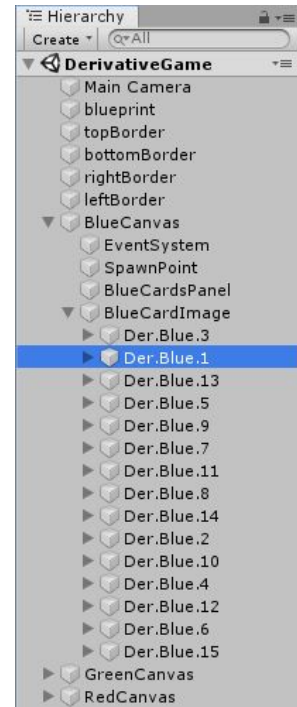 Hierarchy
Create All
DerivativeGame
Main Camera
blueprint
topBorder
bottomBorder
rightBorder
leftBorder
BlueCanvas
EventSystem
SpawnPoint
BlueCardsPanel
BlueCardImage
Der.Blue.3
Der.Blue.1
Der.Blue.13
Der.Blue.5
Der.Blue.9
Der.Blue.7
Der.Blue.11
Der.Blue.8
Der.Blue.14
Der.Blue.2
Der.Blue.10
Der.Blue.4
Der.Blue.12
Der.Blue.6
Der.Blue.15
GreenCanvas
RedCanvas